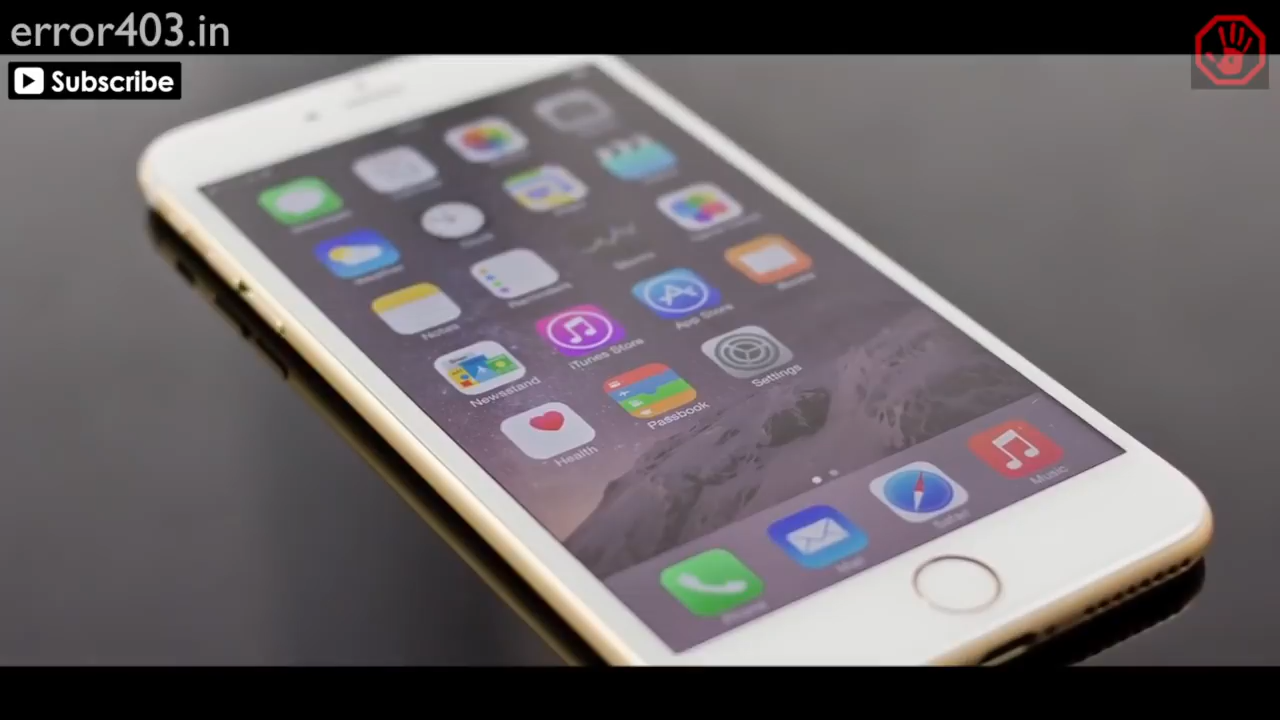 error403.in
Subscribe
Notes
iTunes Store
App Store
Newsstand
Settings
Health
Passbook
Music